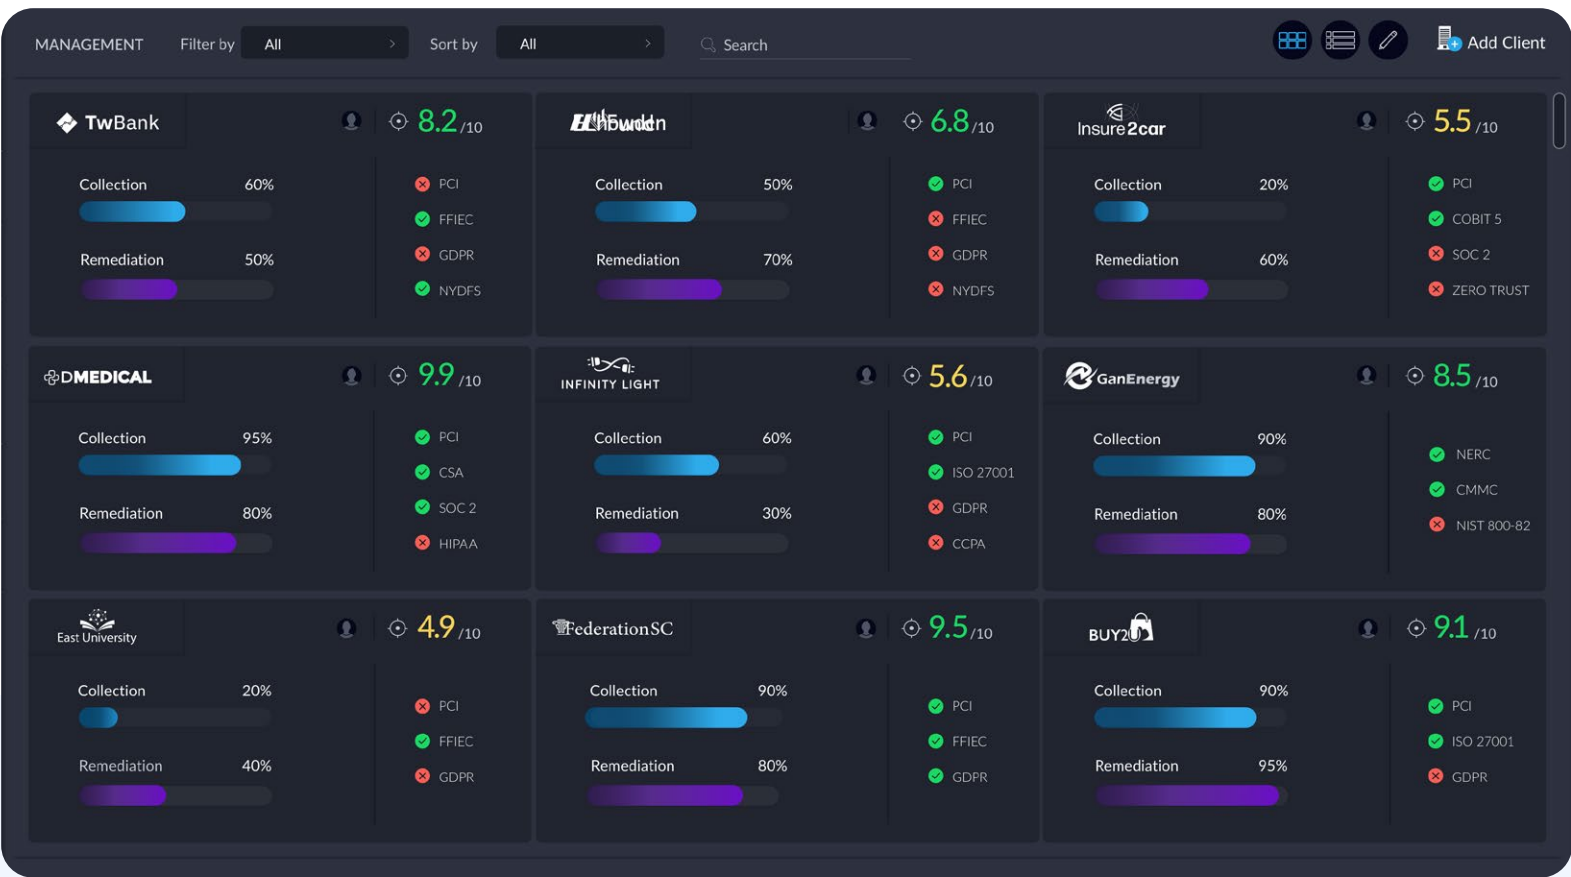 MANAGEMENT Filter by All Sort by All Search Add Client
TwBank 8.2/10
Collection 60%
Remediation 50%
PCI
FFIEC
GDPR
NYDFS
6.8/10
Collection 50%
Remediation 70%
PCI
FFIEC
GDPR
NYDFS
Insure2car 5.5/10
Collection 20%
Remediation 60%
PCI
COBIT 5
SOC 2
ZERO TRUST
DMEDICAL 9.9/10
Collection 95%
Remediation 80%
PCI
CSA
SOC 2
HIPAA
INFINITY LIGHT 5.6/10
Collection 60%
Remediation 30%
PCI
ISO 27001
GDPR
CCPA
GanEnergy 8.5/10
Collection 90%
Remediation 80%
NERC
CMMC
NIST 800-82
East University 4.9/10
Collection 20%
Remediation 40%
PCI
FFIEC
GDPR
FederationSC 9.5/10
Collection 90%
Remediation 80%
PCI
FFIEC
GDPR
9.1/10
Collection 90%
Remediation 95%
PCI
ISO 27001
GDPR